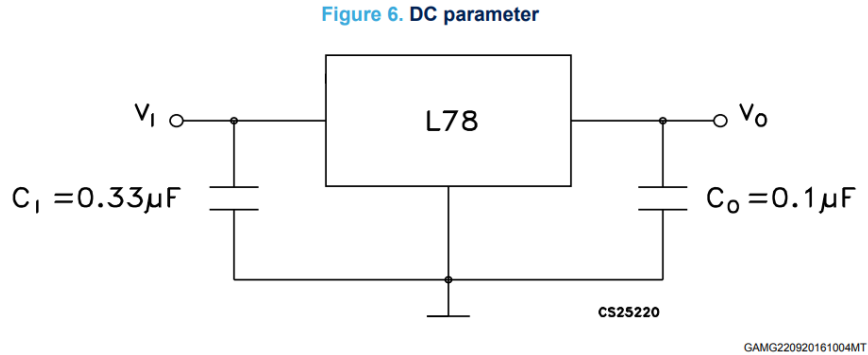 Figure 6. DC parameter
L78
VI
VO
CI =0.33µF
CO =0.1µF
CS25220
GAMG220920161004MT